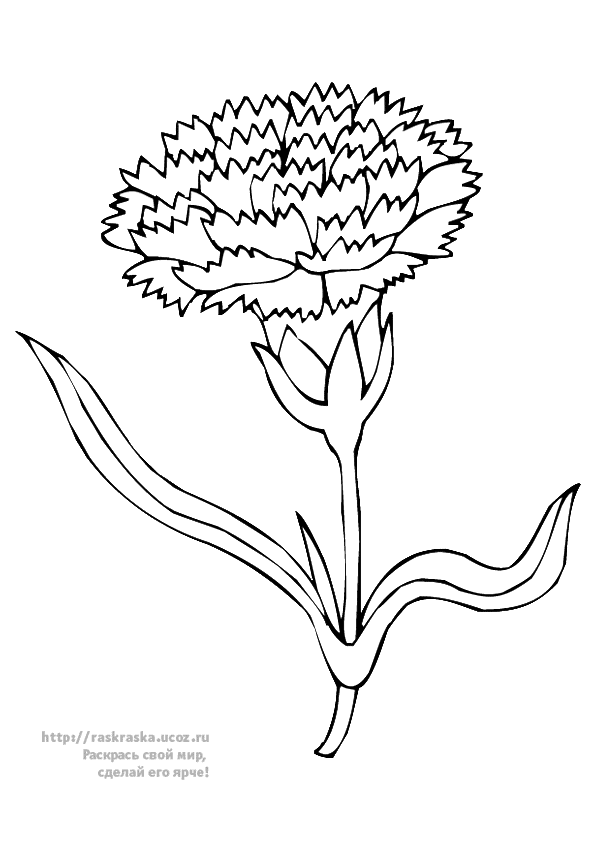 http://raskraska.ucoz.ru
Раскрась свой мир,
сделай его ярче!